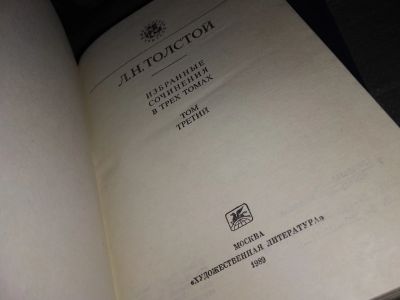 Л.Н.ТОЛСТОЙ
ИЗБРАННЫЕ
СОЧИНЕНИЯ
В ТРЕХ ТОМАХ
ТОМ
ТРЕТИЙ
МОСКВА
«ХУДОЖЕСТВЕННАЯ ЛИТЕРАТУРА»
1989